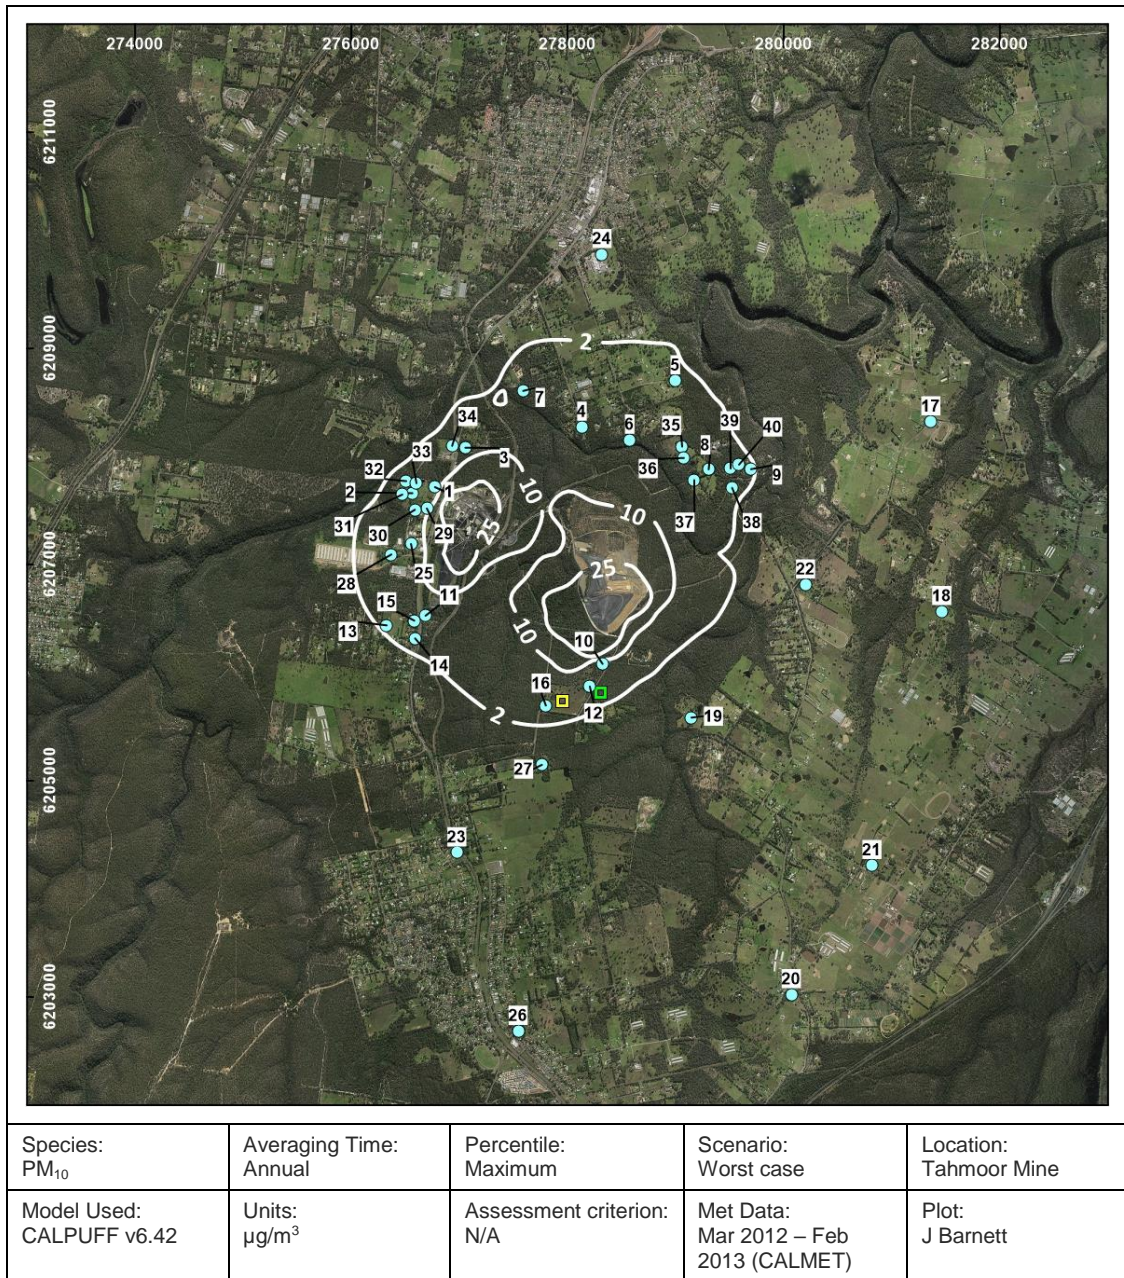 274000 276000 278000 280000 282000
6211000
24
6209000
2
5
17
7
4
6
39
40
34
35
33
8
3
36
9
32
1
10
2
31
37
38
30
29
25
10
6207000
25
28
25
22
18
15
11
13
10
10
14
16
12
2
19
27
6205000
23
21
20
6203000
26
Species:
PM10
Averaging Time:
Annual
Percentile:
Maximum
Scenario:
Worst case
Location:
Tahmoor Mine
Model Used:
CALPUFF v6.42
Units:
µg/m³
Assessment criterion:
N/A
Met Data:
Mar 2012 – Feb
2013 (CALMET)
Plot:
J Barnett